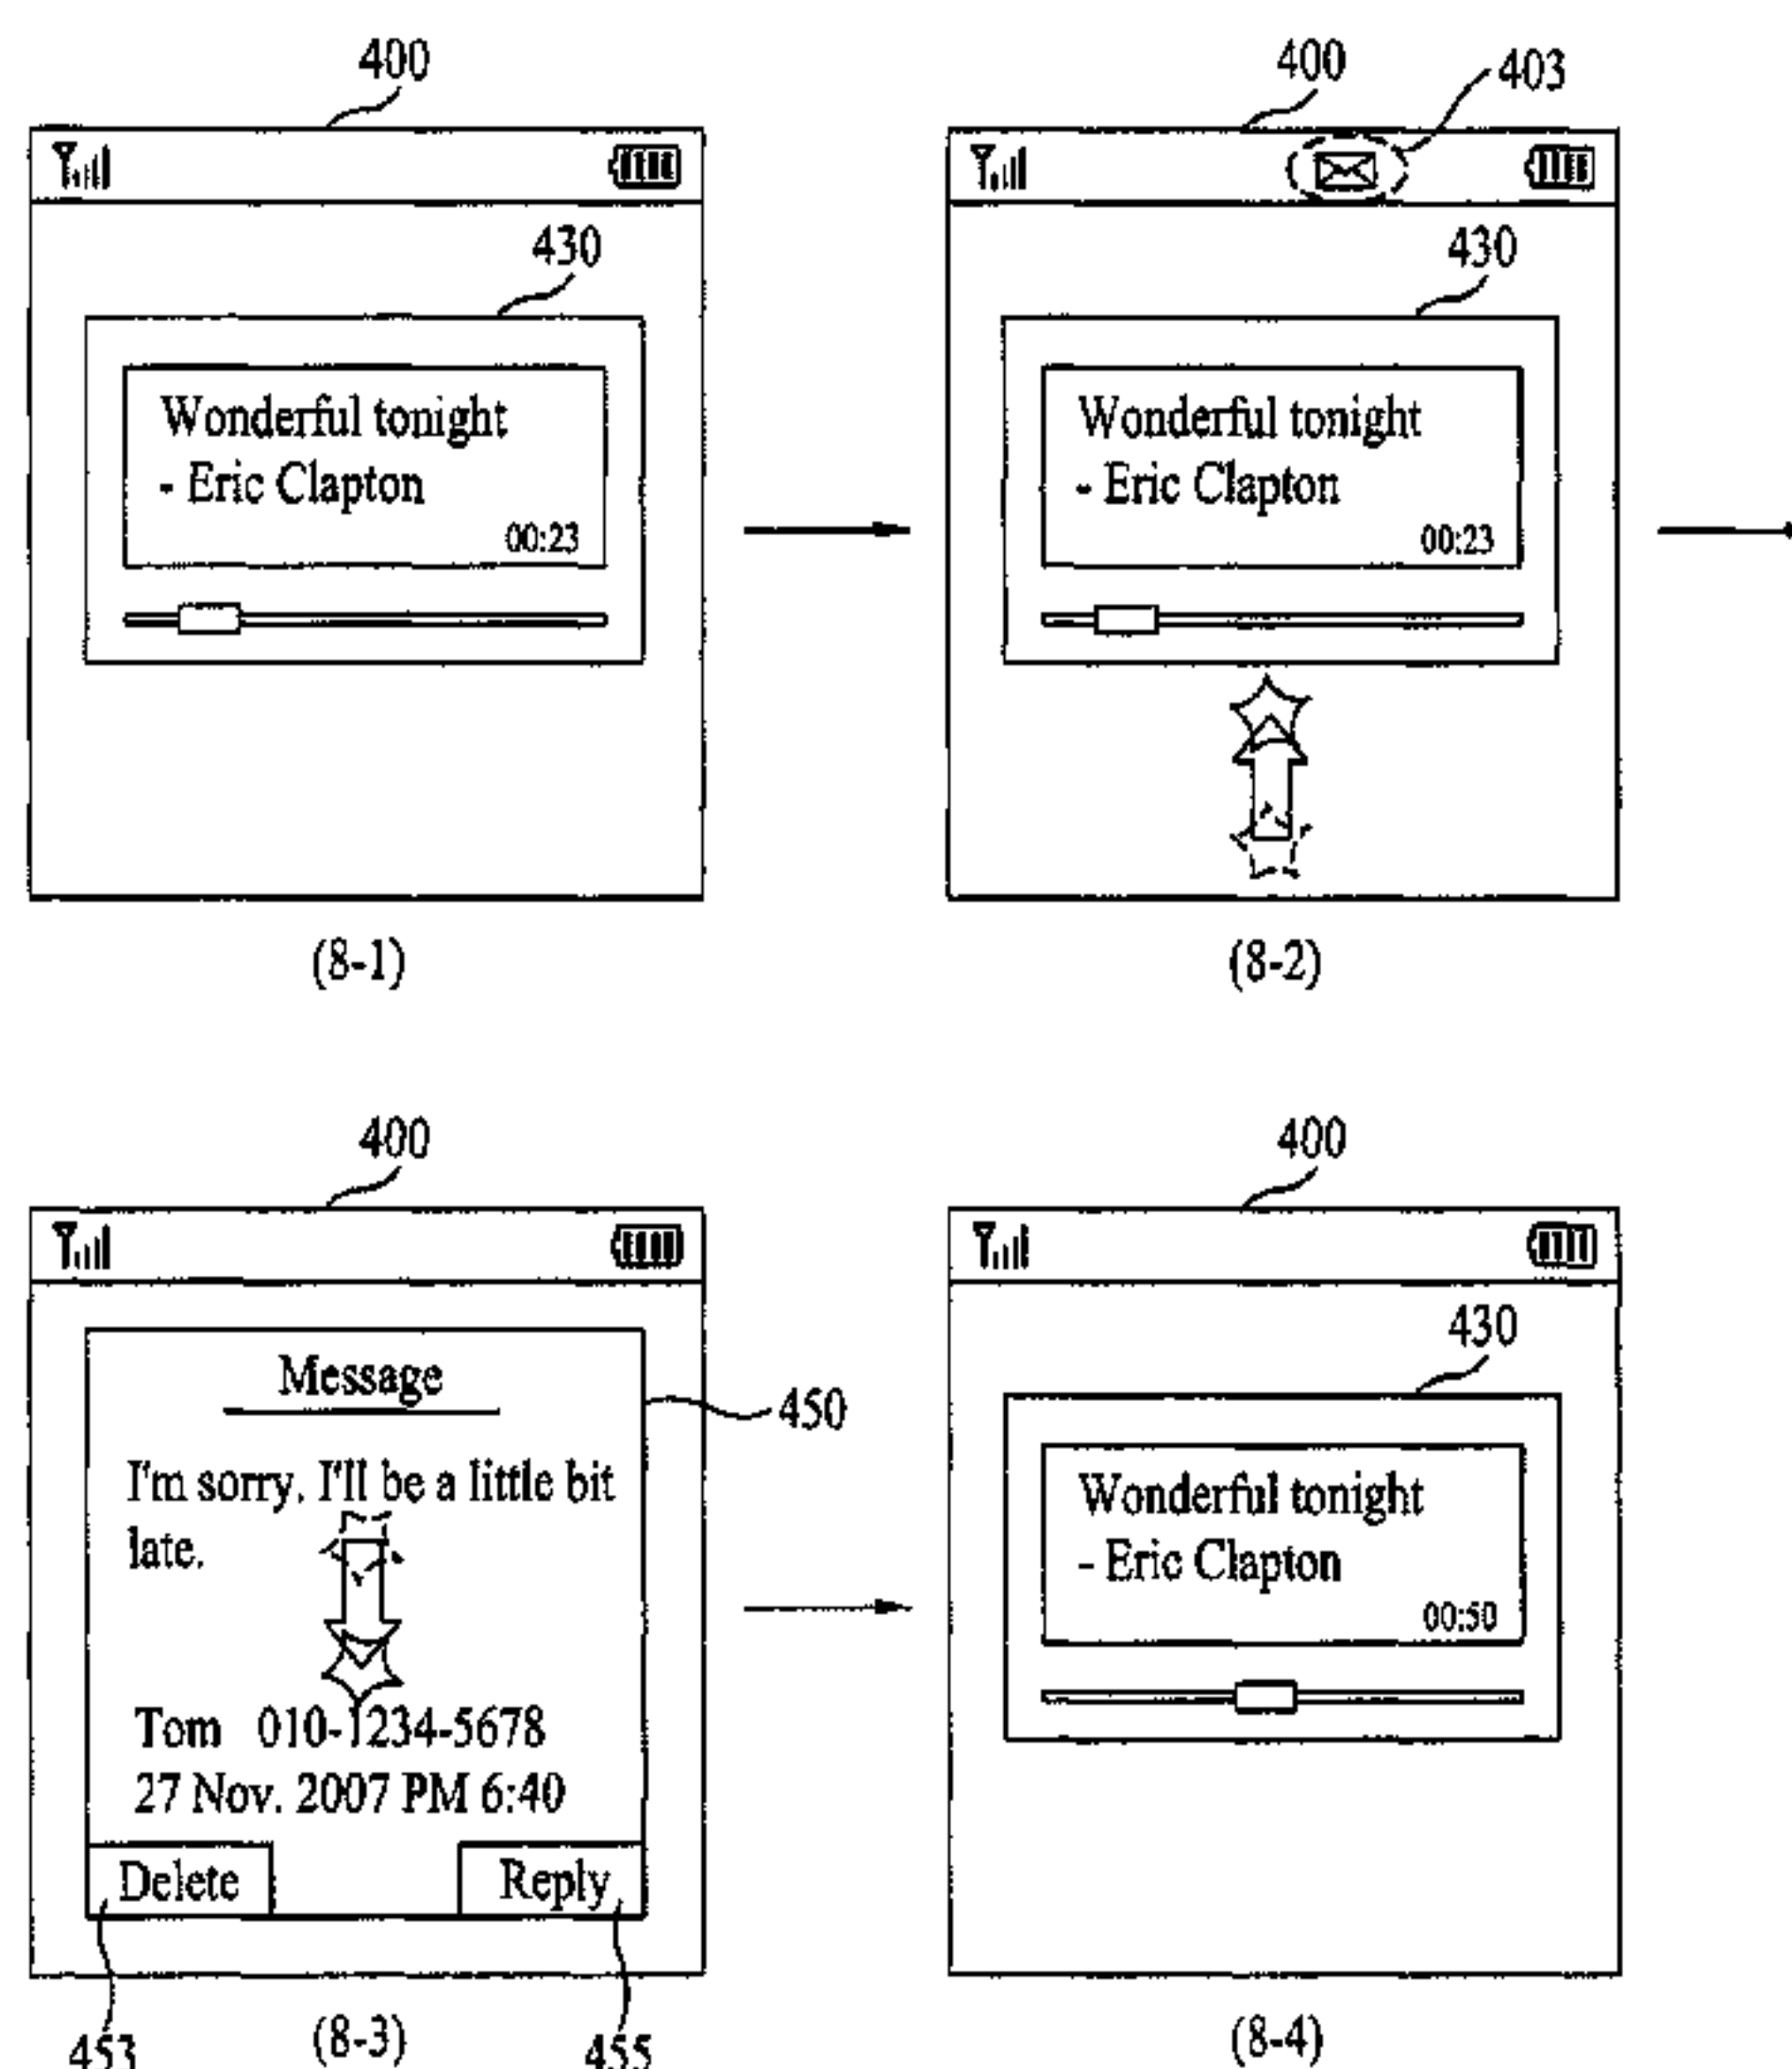 400
400
403
430
430
Wonderful tonight
- Eric Clapton
00:23
Wonderful tonight
- Eric Clapton
00:23
(8-1)
(8-2)
400
400
430
Message
450
I'm sorry. I'll be a little bit
late.
Tom 010-1234-5678
27 Nov. 2007 PM 6:40
Delete
Reply
Wonderful tonight
- Eric Clapton
00:50
453
(8-3)
455
(8-4)